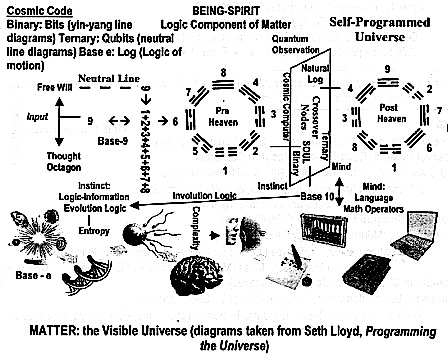 Cosmic Code
Binary: Bits (yin-yang line
diagrams) Ternary: Qubits (neutral
line diagrams) Base e: Log (Logic of
motion)
BEING-SPIRIT
Logic Component of Matter
Self-Programmed
Universe
Quantum
Observation
Free Will
Neutral Line
9
Input
9
Base-9
6
1+2+3+4+5+6+7+8
Thought
Octagon
8
7
4
Pre
Heaven
3
5
2
1
Natural
Log
Cosmic Computer
Crossover
Nodes
SOUL
Binary
Ternary
Instinct
Mind
9
4
2
3
Post
Heaven
7
8
6
1
Instinct:
Logic-Information
Evolution Logic
Involution Logic
Base 10
Mind:
Language
Math Operators
Entropy
Complexity
Base - e
MATTER: the Visible Universe (diagrams taken from Seth Lloyd, Programming
the Universe)